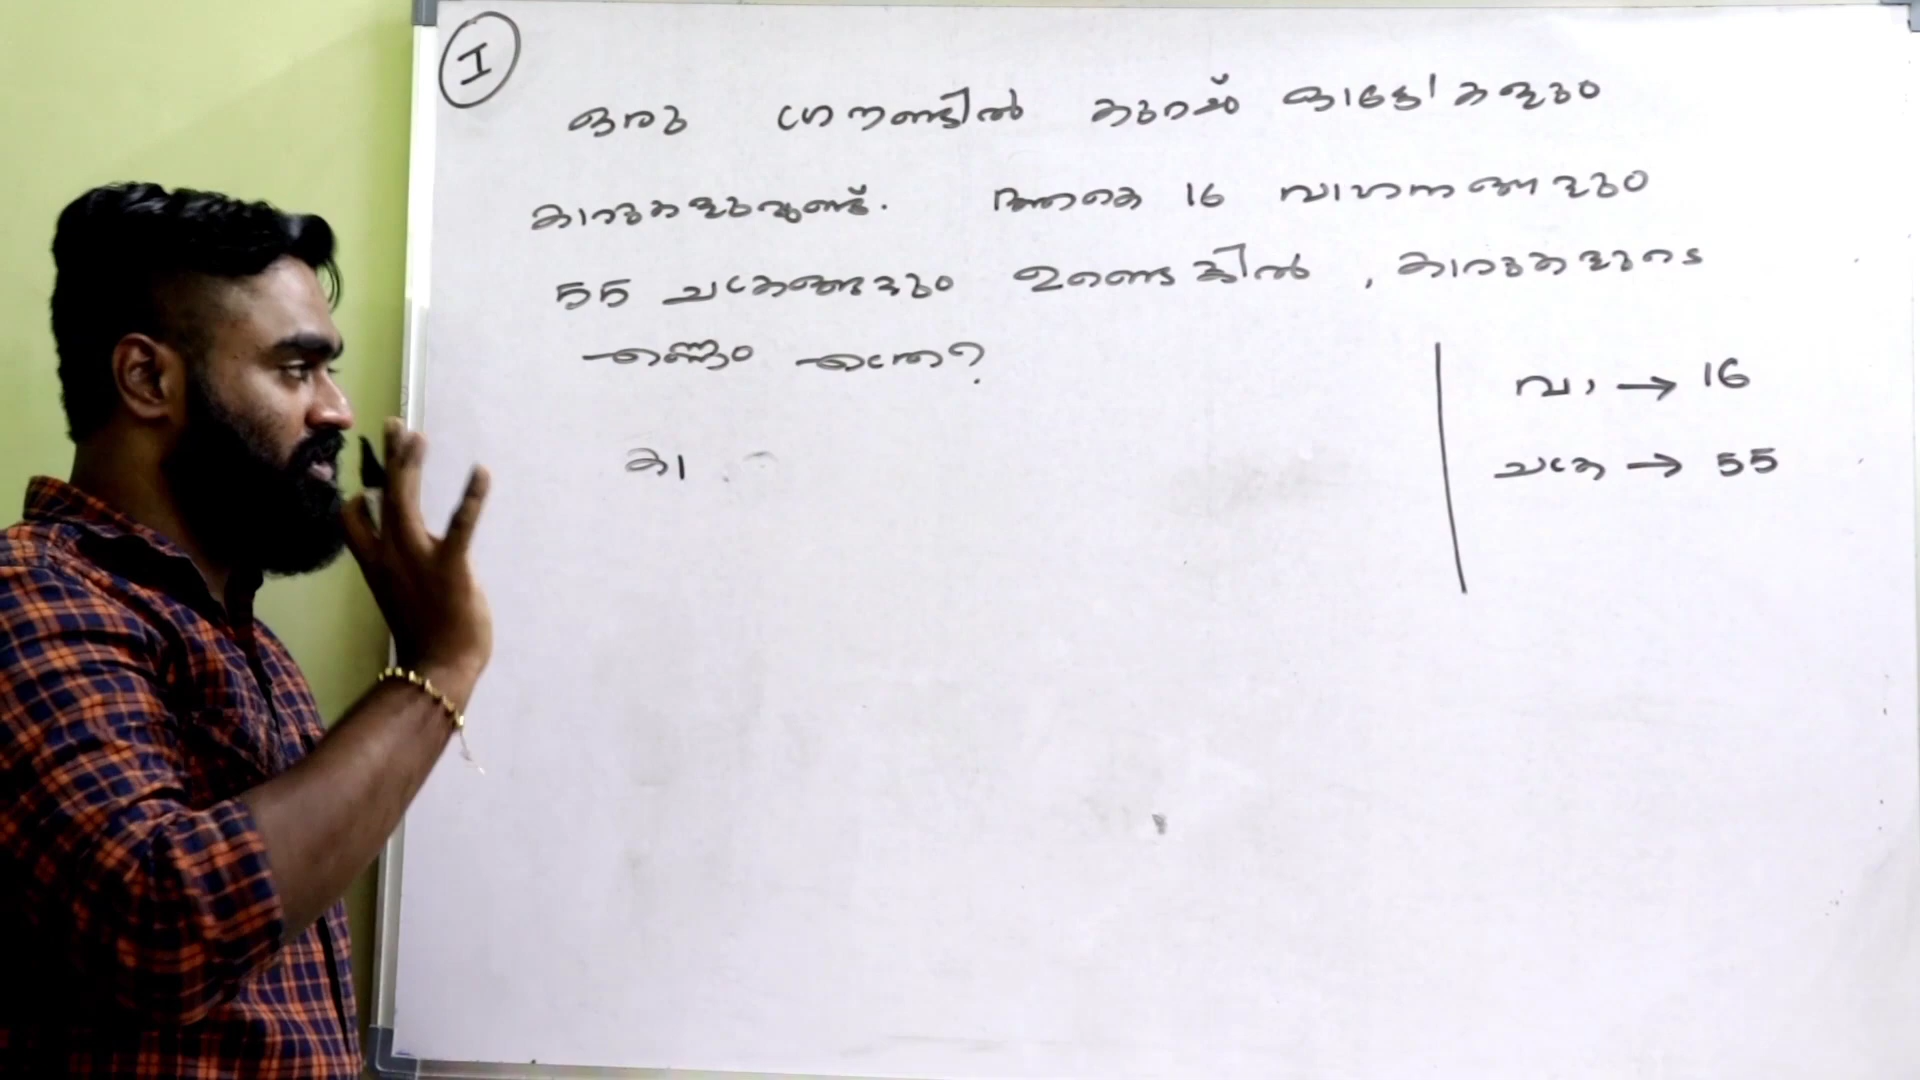 I
ഒരു ഗ്രൗണ്ടിൽ കുറച്ച് ഓട്ടോകളും
കാറുകളുമുണ്ട്. ആകെ 16 വാഹനങ്ങളും
55 ചക്രങ്ങളും ഉണ്ടെങ്കിൽ , കാറുകളുടെ
എണ്ണം എത്ര?
വാ → 16
ചക്ര → 55
കാ